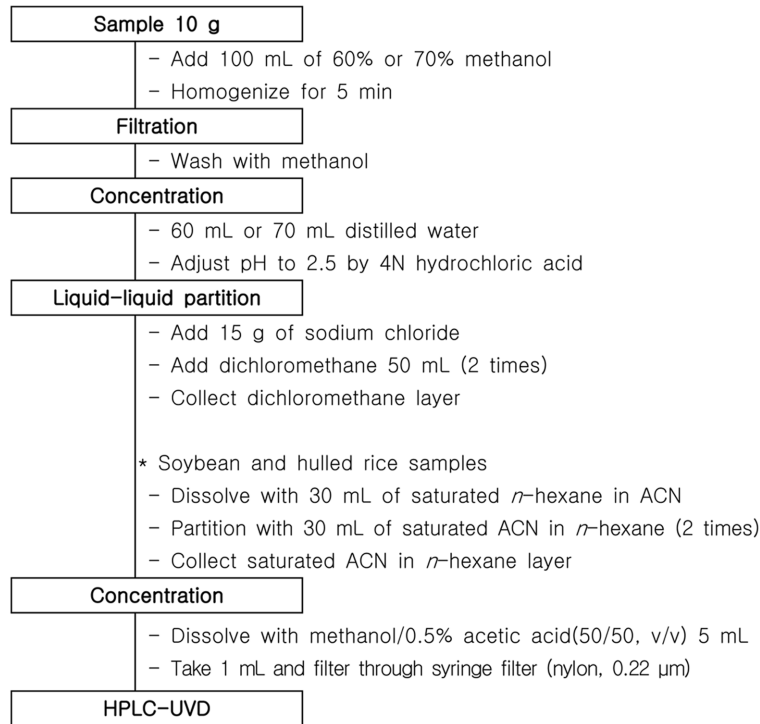 Sample 10 g
- Add 100 mL of 60% or 70% methanol
- Homogenize for 5 min
Filtration
- Wash with methanol
Concentration
- 60 mL or 70 mL distilled water
- Adjust pH to 2.5 by 4N hydrochloric acid
Liquid-liquid partition
- Add 15 g of sodium chloride
- Add dichloromethane 50 mL (2 times)
- Collect dichloromethane layer
* Soybean and hulled rice samples
- Dissolve with 30 mL of saturated n-hexane in ACN
- Partition with 30 mL of saturated ACN in n-hexane (2 times)
- Collect saturated ACN in n-hexane layer
Concentration
- Dissolve with methanol/0.5% acetic acid(50/50, v/v) 5 mL
- Take 1 mL and filter through syringe filter (nylon, 0.22 μm)
HPLC-UVD